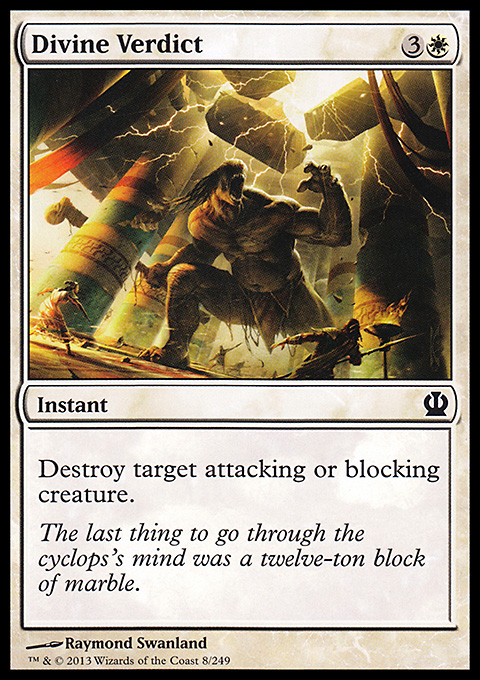 Divine Verdict 3
Instant
Destroy target attacking or blocking
creature.
The last thing to go through the
cyclops's mind was a twelve-ton block
of marble.
Raymond Swanland
™ & © 2013 Wizards of the Coast 8/249